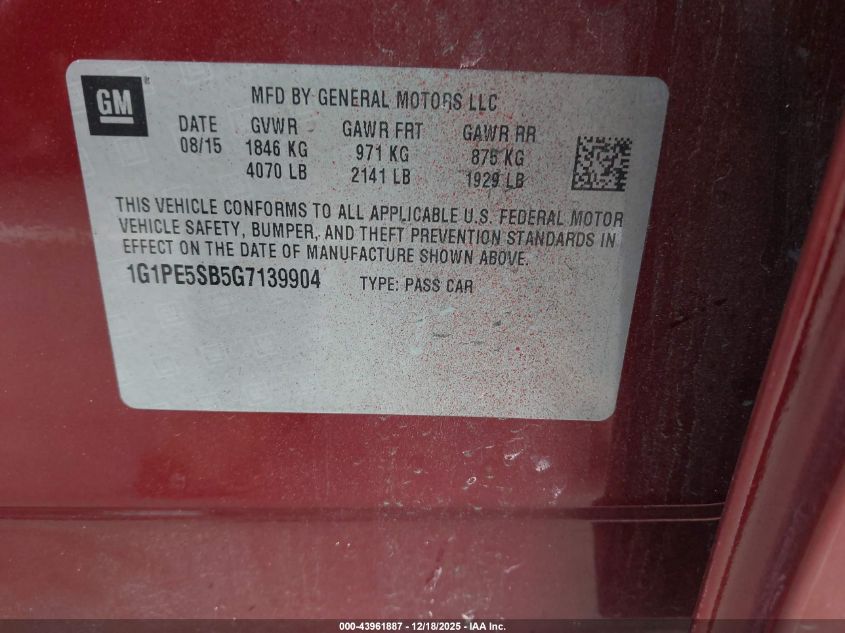 GM
MFD BY GENERAL MOTORS LLC
DATE GVWR GAWR FRT GAWR RR
08/15 1846 KG 971 KG 875 KG
4070 LB 2141 LB 1929 LB
THIS VEHICLE CONFORMS TO ALL APPLICABLE U.S. FEDERAL MOTOR
VEHICLE SAFETY, BUMPER, AND THEFT PREVENTION STANDARDS IN
EFFECT ON THE DATE OF MANUFACTURE SHOWN ABOVE.
1G1PE5SB5G7139904 TYPE: PASS CAR
000-43961887 - 12/18/2025 - IAA Inc.